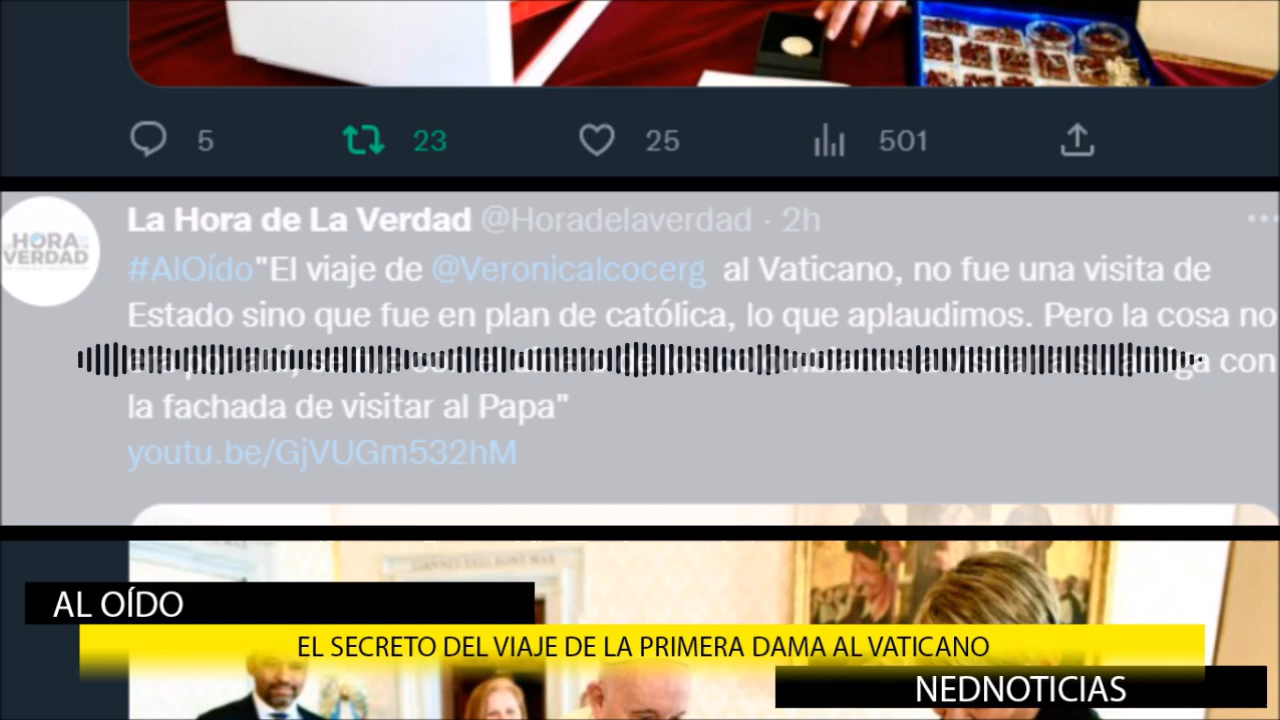 5 23 25 501
La Hora de La Verdad @Horadelaverdad · 2h
HORA
VERDAD
#AlOído"El viaje de @Veronicalcocerg al Vaticano, no fue una visita de
Estado sino que fue en plan de católica, lo que aplaudimos. Pero la cosa no
con
la fachada de visitar al Papa"
youtu.be/GjVUGm532hM
AL OÍDO
EL SECRETO DEL VIAJE DE LA PRIMERA DAMA AL VATICANO
NEDNOTICIAS